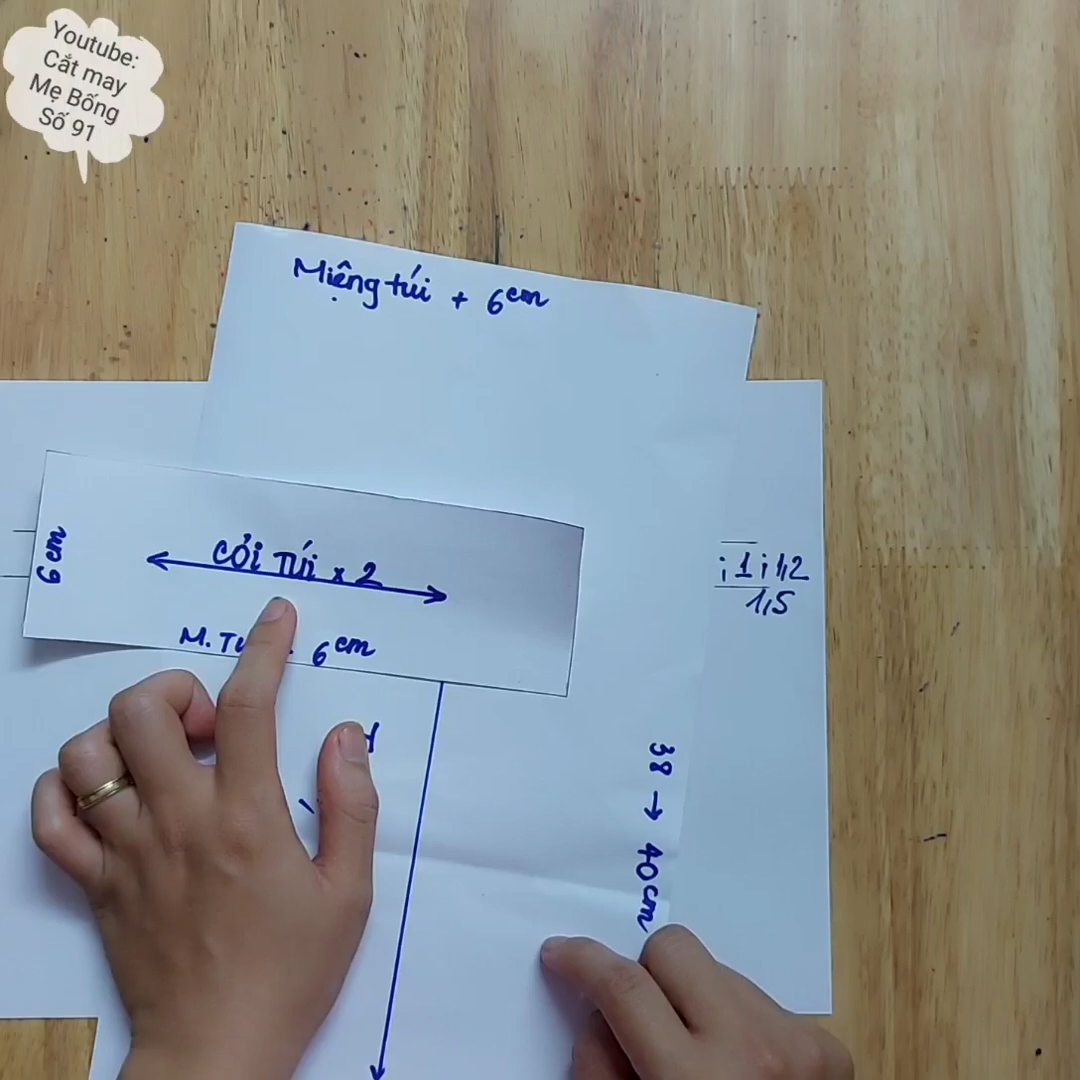 Youtube:
Cắt may
Mẹ Bống
Số 91
Miệng túi + 6cm
6cm
CỎi TÚi x 2
M. 6cm
1 1,2
1,5
38 → 40cm